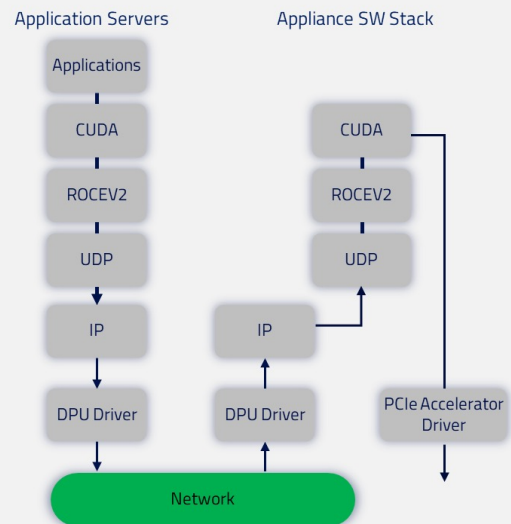 Application Servers
Appliance SW Stack
Applications
CUDA
ROCEV2
UDP
IP
DPU Driver
CUDA
ROCEV2
UDP
IP
DPU Driver
PCIe Accelerator
Driver
Network